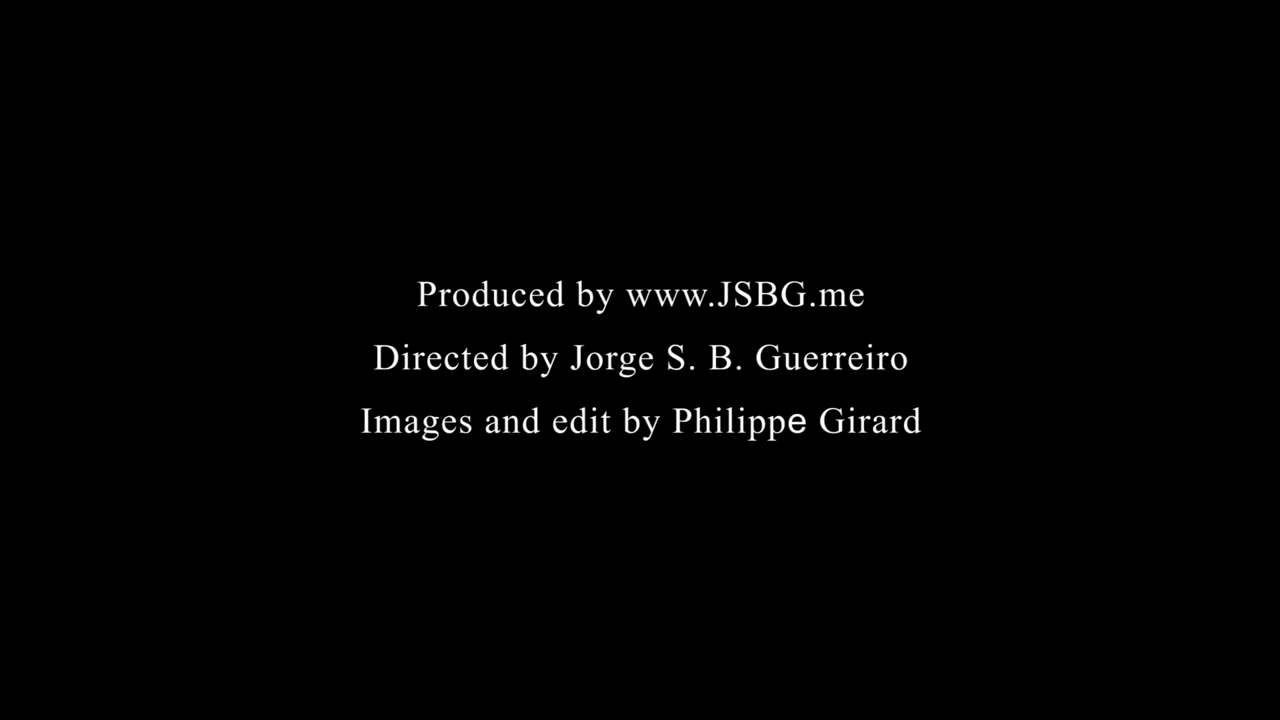 Produced by www.JSBG.me
Directed by Jorge S. B. Guerreiro
Images and edit by Philippe Girard